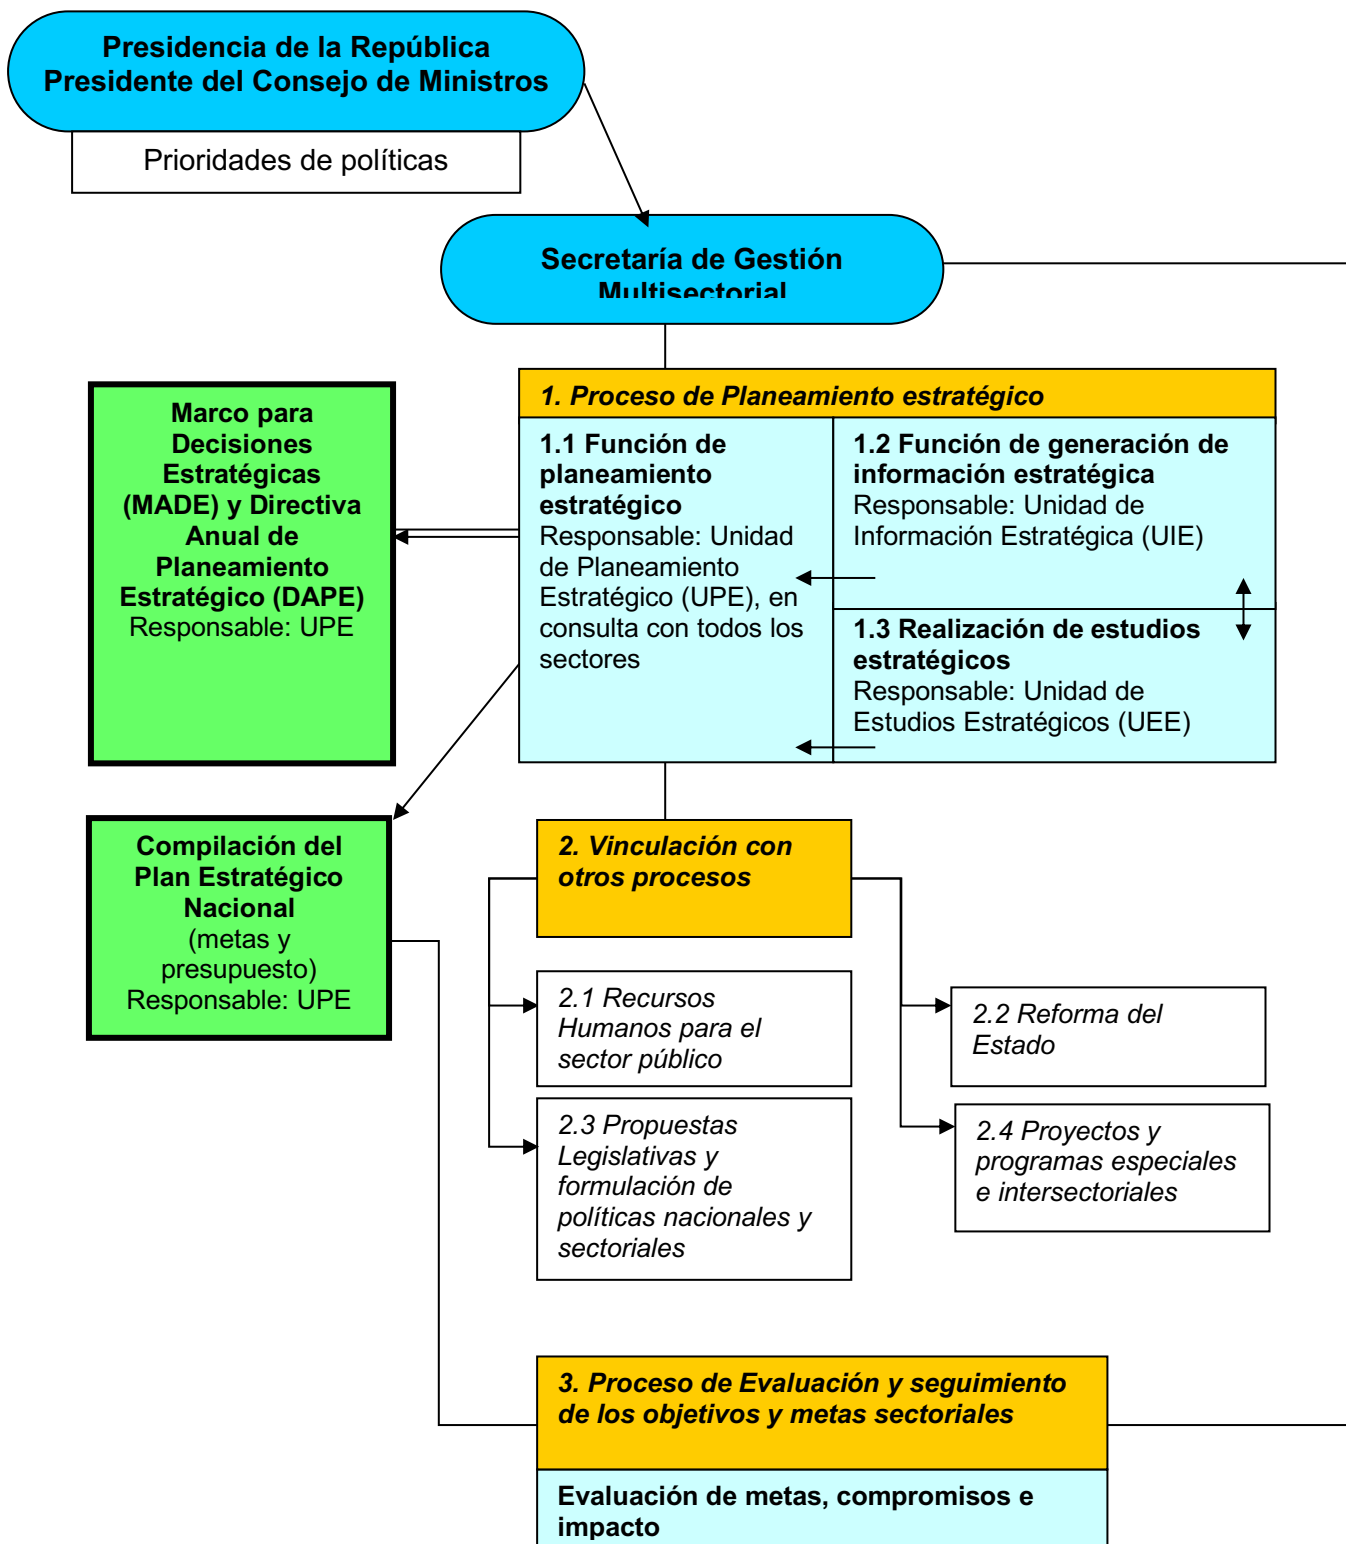 Presidencia de la República
Presidente del Consejo de Ministros
Prioridades de políticas
Secretaría de Gestión
Multisectorial
Marco para
Decisiones
Estratégicas
(MADE) y Directiva
Anual de
Planeamiento
Estratégico (DAPE)
Responsable: UPE
1. Proceso de Planeamiento estratégico
1.1 Función de
planeamiento
estratégico
Responsable: Unidad
de Planeamiento
Estratégico (UPE), en
consulta con todos los
sectores
1.2 Función de generación de
información estratégica
Responsable: Unidad de
Información Estratégica (UIE)
1.3 Realización de estudios
estratégicos
Responsable: Unidad de
Estudios Estratégicos (UEE)
Compilación del
Plan Estratégico
Nacional
(metas y
presupuesto)
Responsable: UPE
2. Vinculación con
otros procesos
2.1 Recursos
Humanos para el
sector público
2.2 Reforma del
Estado
2.3 Propuestas
Legislativas y
formulación de
políticas nacionales y
sectoriales
2.4 Proyectos y
programas especiales
e intersectoriales
3. Proceso de Evaluación y seguimiento
de los objetivos y metas sectoriales
Evaluación de metas, compromisos e
impacto